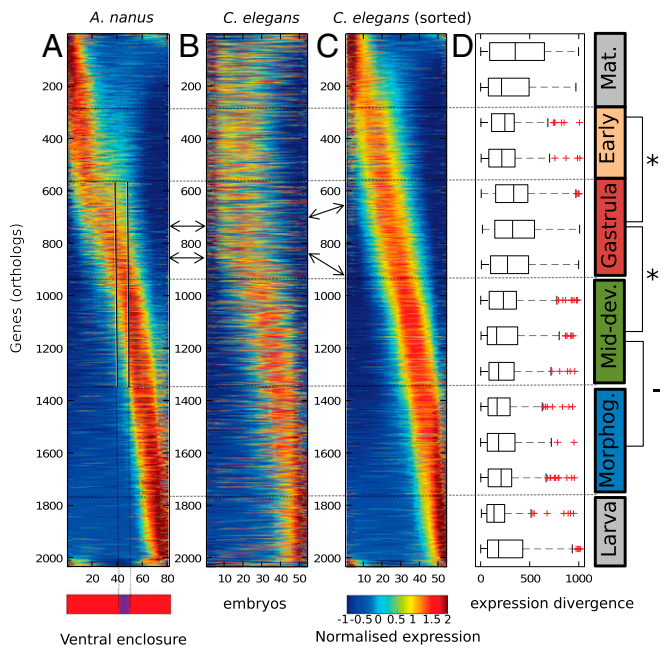 A. nanus
C. elegans
C. elegans (sorted)
A
B
C
D
Genes (orthologs)
200
400
600
800
1000
1200
1400
1600
1800
2000
200
400
600
800
1000
1200
1400
1600
1800
2000
200
400
600
800
1000
1200
1400
1600
1800
2000
Mat.
Early
Gastrula
Mid-dev.
Morphog.
Larva
*
*
-
20 40 60 80
10 20 30 40 50
10 20 30 40 50
0 500 1000
embryos
expression divergence
-1 -0.5 0 0.5 1 1.5 2
Ventral enclosure
Normalised expression